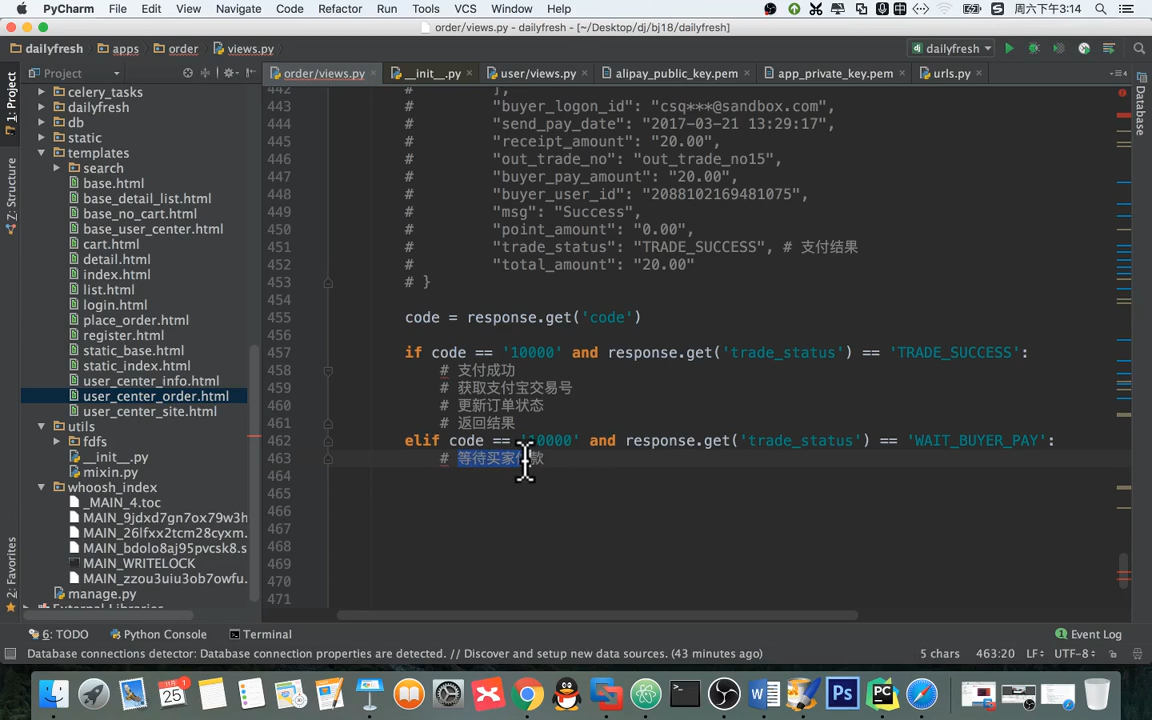 PyCharm File Edit View Navigate Code Refactor Run Tools VCS Window Help 周六下午3:14
order/views.py - dailyfresh - [~/Desktop/dj/bj18/dailyfresh]
dailyfresh apps order views.py dailyfresh
Project order/views.py × __init__.py × user/views.py × alipay_public_key.pem × app_private_key.pem × urls.py ×
1: Project
Z: Structure
2: Favorites
Database
celery_tasks
dailyfresh
db
static
templates
search
base.html
base_detail_list.html
base_no_cart.html
base_user_center.html
cart.html
detail.html
index.html
list.html
login.html
place_order.html
register.html
static_base.html
static_index.html
user_center_info.html
user_center_order.html
user_center_site.html
utils
fdfs
__init__.py
mixin.py
whoosh_index
_MAIN_4.toc
MAIN_9jdxd7gn7ox79w3h
MAIN_26lfxx2tcm28cyxm.
MAIN_bdolo8aj95pvcsk8.s
MAIN_WRITELOCK
MAIN_zzou3uiu3ob7owfu.
manage.py
External Libraries
442 # ],
443 # "buyer_logon_id": "csq***@sandbox.com",
444 # "send_pay_date": "2017-03-21 13:29:17",
445 # "receipt_amount": "20.00",
446 # "out_trade_no": "out_trade_no15",
447 # "buyer_pay_amount": "20.00",
448 # "buyer_user_id": "2088102169481075",
449 # "msg": "Success",
450 # "point_amount": "0.00",
451 # "trade_status": "TRADE_SUCCESS", # 支付结果
452 # "total_amount": "20.00"
453 # }
454
455 code = response.get('code')
456
457 if code == '10000' and response.get('trade_status') == 'TRADE_SUCCESS':
458 # 支付成功
459 # 获取支付宝交易号
460 # 更新订单状态
461 # 返回结果
462 elif code == '10000' and response.get('trade_status') == 'WAIT_BUYER_PAY':
463 # 等待买家付款
464
465
466
467
468
469
470
471
6: TODO Python Console Terminal 1 Event Log
Database connections detector: Database connection properties are detected. // Discover and setup new data sources. (43 minutes ago) 5 chars 463:20 LF÷ UTF-8÷
25 W Ps PC